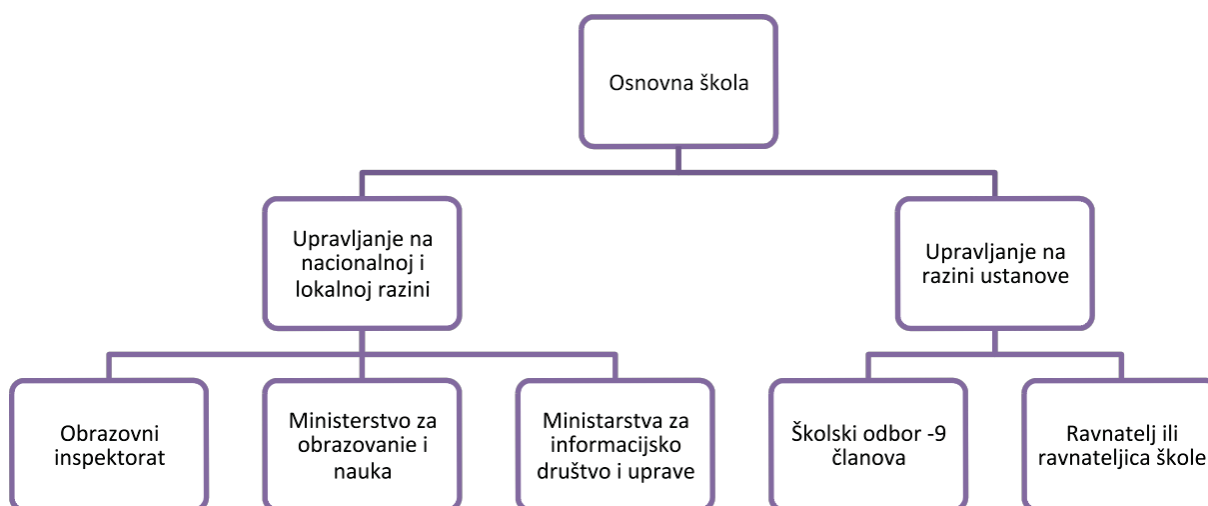 Osnovna škola
Upravljanje na
nacionalnoj i
lokalnoj razini
Upravljanje na
razini ustanove
Obrazovni
inspektorat
Ministerstvo za
obrazovanie i
nauka
Ministarstva za
informacijsko
društvo i uprave
Školski odbor -9
članova
Ravnatelj ili
ravnateljica škole